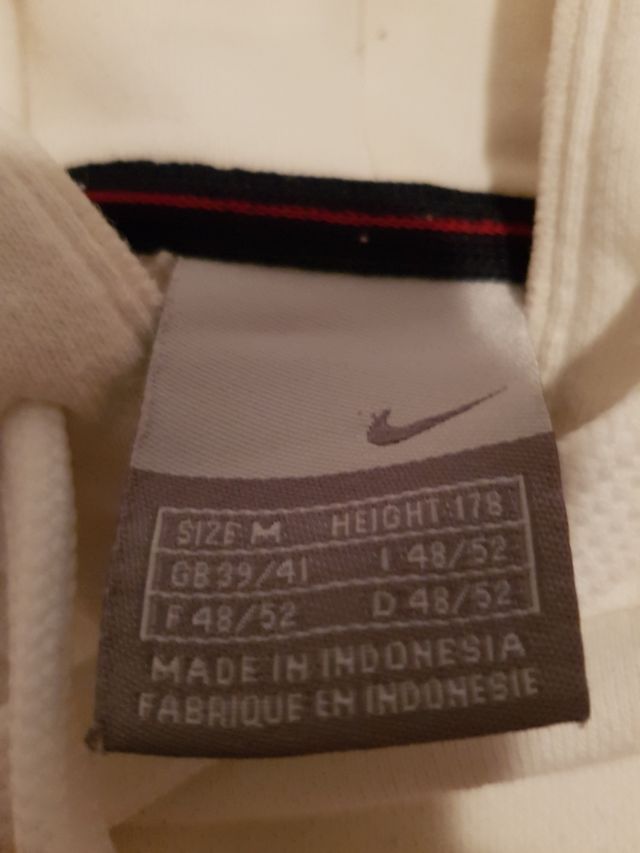 SIZE M HEIGHT 178
GB 39/41 I 48/52
F 48/52 D 48/52
MADE IN INDONESIA
FABRIQUE EN INDONESIE